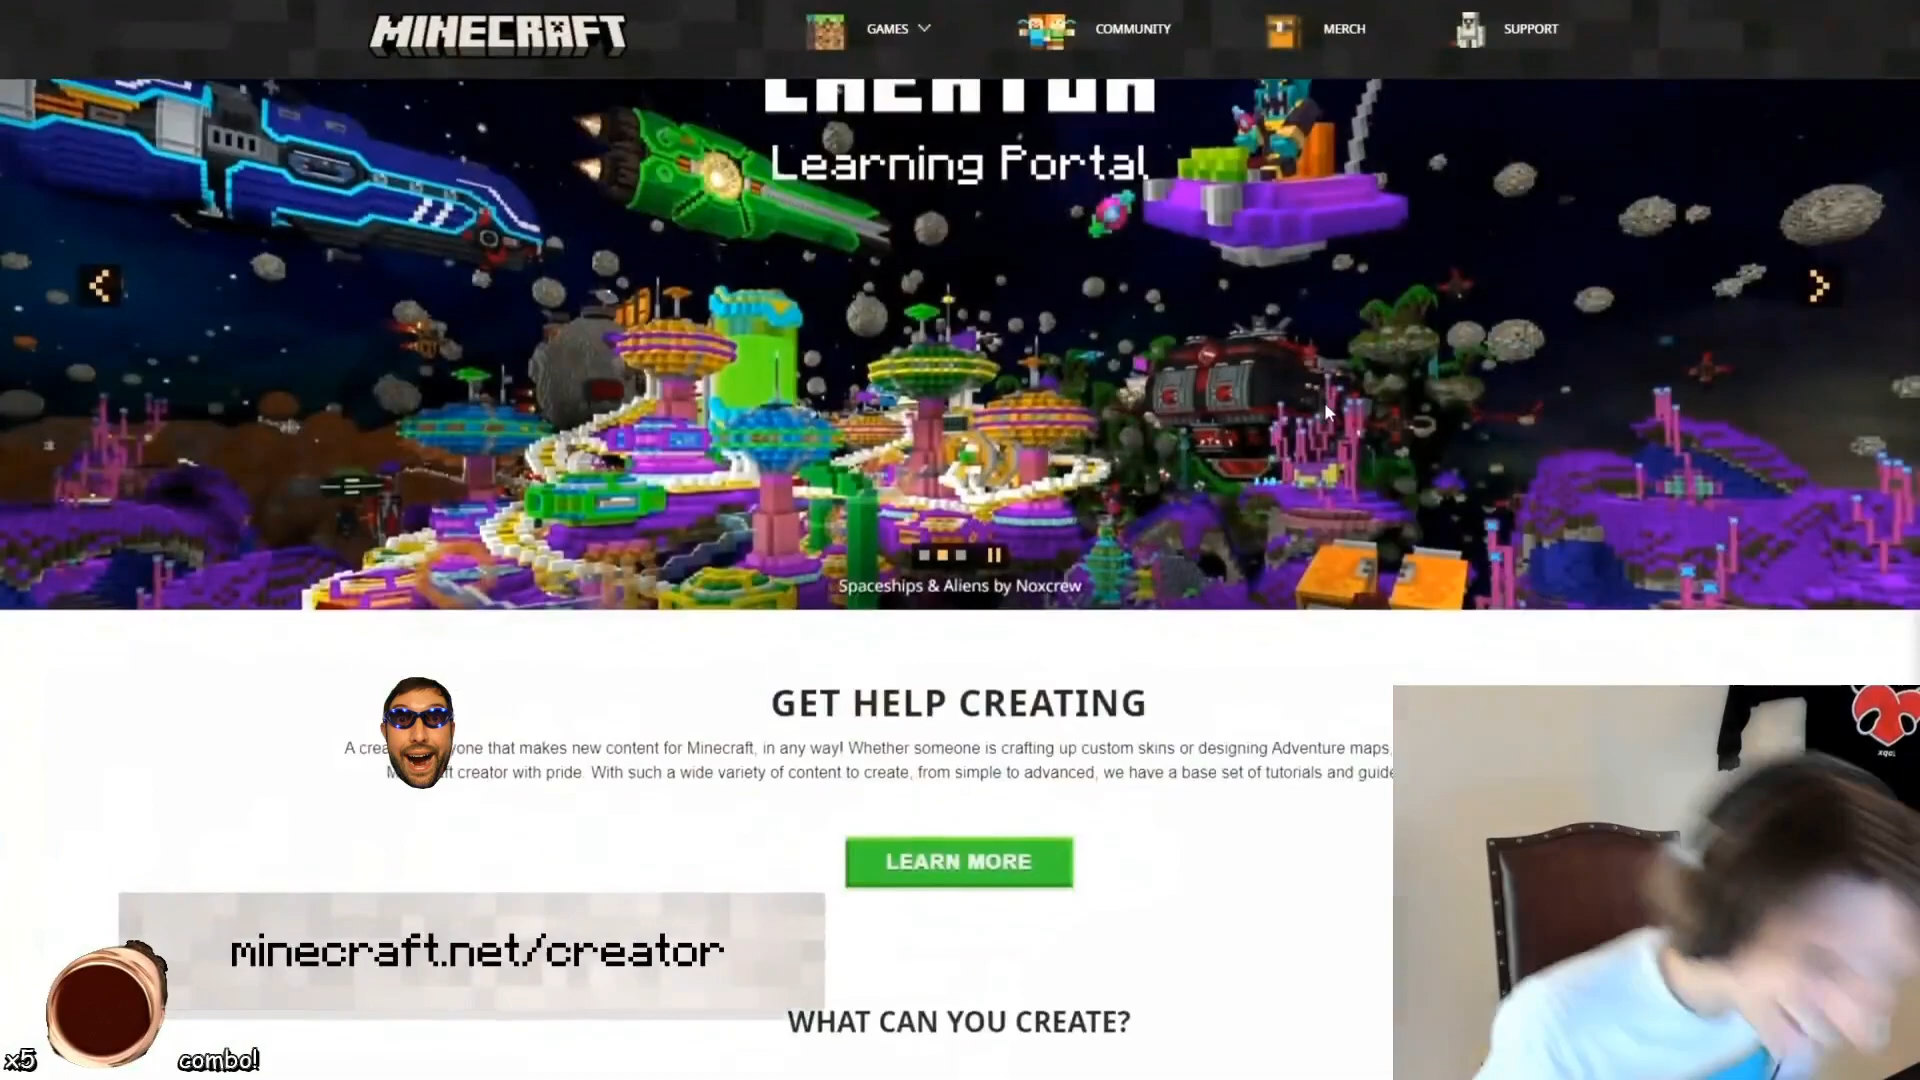 MINECRAFT
GAMES
COMMUNITY
MERCH
SUPPORT
CREATOR
Learning Portal
Spaceships & Aliens by Noxcrew
GET HELP CREATING
A that makes new content for Minecraft, in any way! Whether someone is crafting up custom skins or designing Adventure maps,
creator with pride. With such a wide variety of content to create, from simple to advanced, we have a base set of tutorials and
LEARN MORE
minecraft.net/creator
WHAT CAN YOU CREATE?
x5 combo!
xqcL